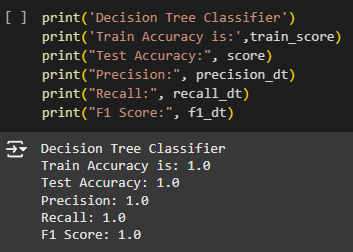 [ ] print('Decision Tree Classifier')
print('Train Accuracy is:',train_score)
print("Test Accuracy:", score)
print("Precision:", precision_dt)
print("Recall:", recall_dt)
print("F1 Score:", f1_dt)
Decision Tree Classifier
Train Accuracy is: 1.0
Test Accuracy: 1.0
Precision: 1.0
Recall: 1.0
F1 Score: 1.0